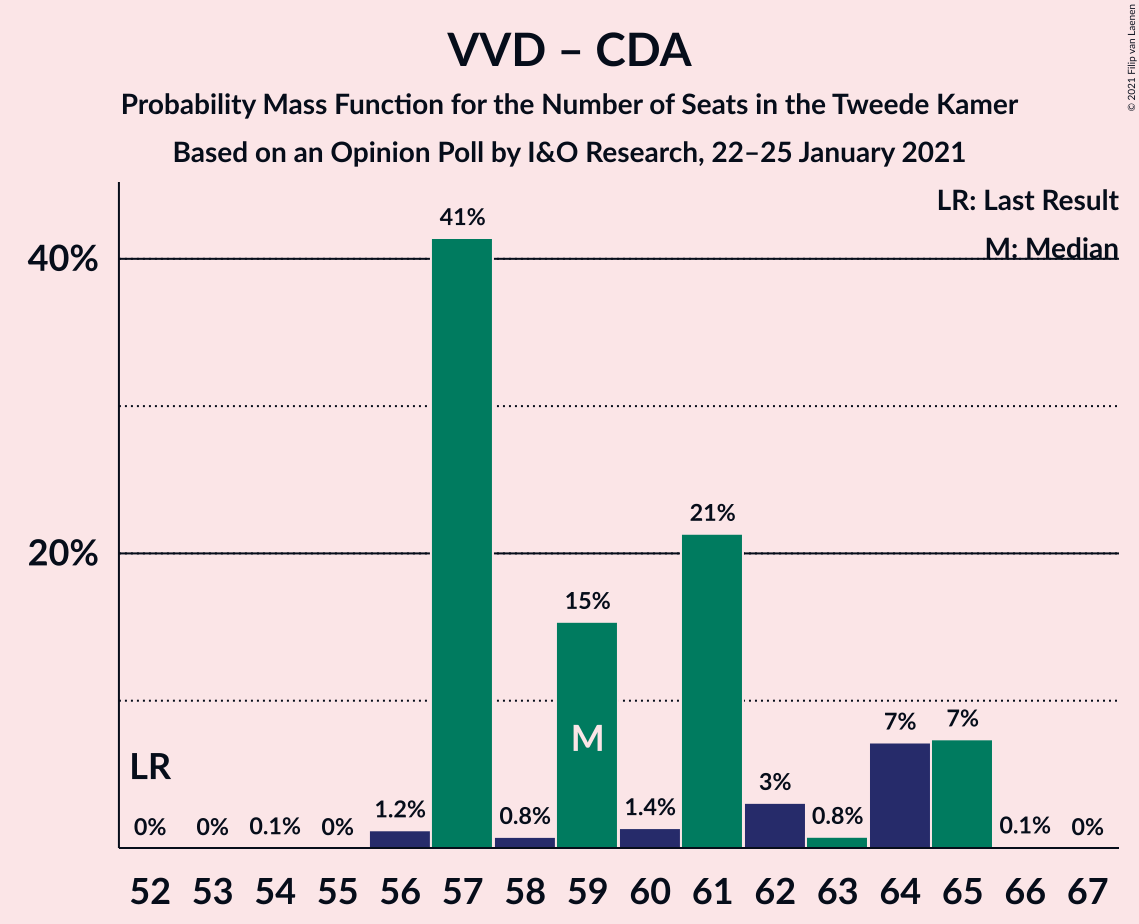 VVD – CDA
Probability Mass Function for the Number of Seats in the Tweede Kamer
Based on an Opinion Poll by I&O Research, 22–25 January 2021
© 2021 Filip van Laenen
LR: Last Result
M: Median
40%
20%
41%
21%
15%
M
7%
7%
LR
3%
0%
0%
0.1%
0%
1.2%
0.8%
1.4%
0.8%
0.1%
0%
52 53 54 55 56 57 58 59 60 61 62 63 64 65 66 67